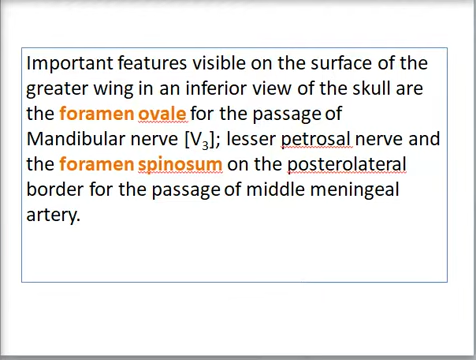 Important features visible on the surface of the
greater wing in an inferior view of the skull are
the foramen ovale for the passage of
Mandibular nerve [V₃]; lesser petrosal nerve and
the foramen spinosum on the posterolateral
border for the passage of middle meningeal
artery.